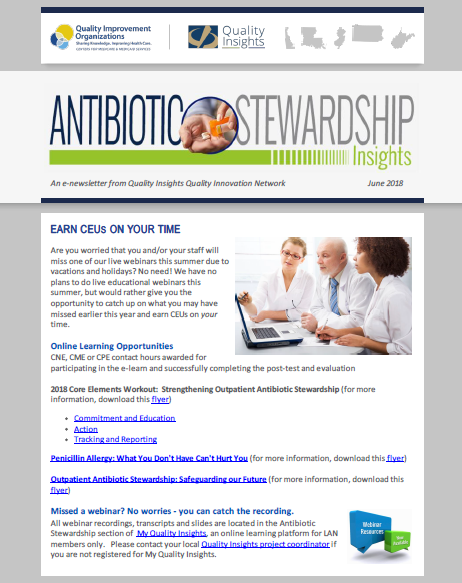 Quality Improvement
Organizations
Sharing Knowledge. Improving Health Care.
CENTERS FOR MEDICARE & MEDICAID SERVICES
Quality
Insights
ANTIBIOTIC STEWARDSHIP
Insights
An e-newsletter from Quality Insights Quality Innovation Network June 2018
EARN CEUs ON YOUR TIME
Are you worried that you and/or your staff will
miss one of our live webinars this summer due to
vacations and holidays? No need! We have no
plans to do live educational webinars this
summer, but would rather give you the
opportunity to catch up on what you may have
missed earlier this year and earn CEUs on your
time.
Online Learning Opportunities
CNE, CME or CPE contact hours awarded for
participating in the e-learn and successfully completing the post-test and evaluation
2018 Core Elements Workout: Strengthening Outpatient Antibiotic Stewardship (for more
information, download this flyer)
• Commitment and Education
• Action
• Tracking and Reporting
Penicillin Allergy: What You Don't Have Can't Hurt You (for more information, download this flyer)
Outpatient Antibiotic Stewardship: Safeguarding our Future (for more information, download this
flyer)
Missed a webinar? No worries - you can catch the recording.
All webinar recordings, transcripts and slides are located in the Antibiotic
Stewardship section of My Quality Insights, an online learning platform for LAN
members only. Please contact your local Quality Insights project coordinator if
you are not registered for My Quality Insights.
Webinar
Resources
Now
Available